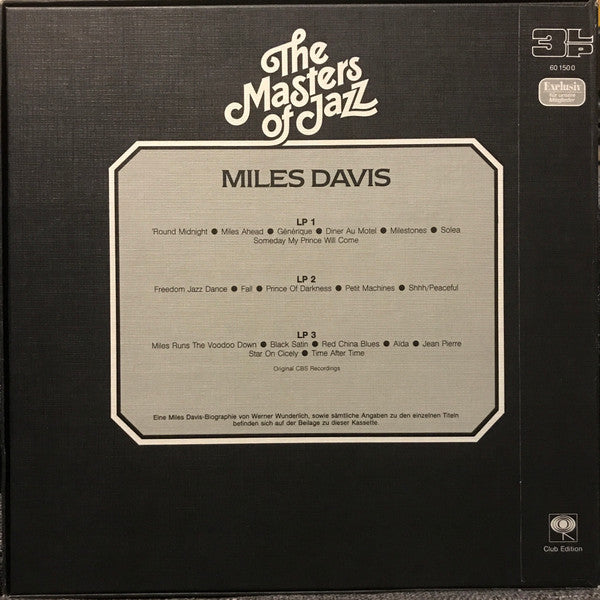 The
Masters
of Jazz
3LP
60 150 0
Exclusiv
für unsere
Mitglieder
MILES DAVIS
LP 1
'Round Midnight ● Miles Ahead ● Générique ● Diner Au Motel ● Milestones ● Solea
Someday My Prince Will Come
LP 2
Freedom Jazz Dance ● Fall ● Prince Of Darkness ● Petit Machines ● Shhh/Peaceful
LP 3
Miles Runs The Voodoo Down ● Black Satin ● Red China Blues ● Aïda ● Jean Pierre
Star On Cicely ● Time After Time
Original CBS Recordings
Eine Miles Davis-Biographie von Werner Wunderlich, sowie sämtliche Angaben zu den einzelnen Titeln
befinden sich auf der Beilage zu dieser Kassette.
Club Edition